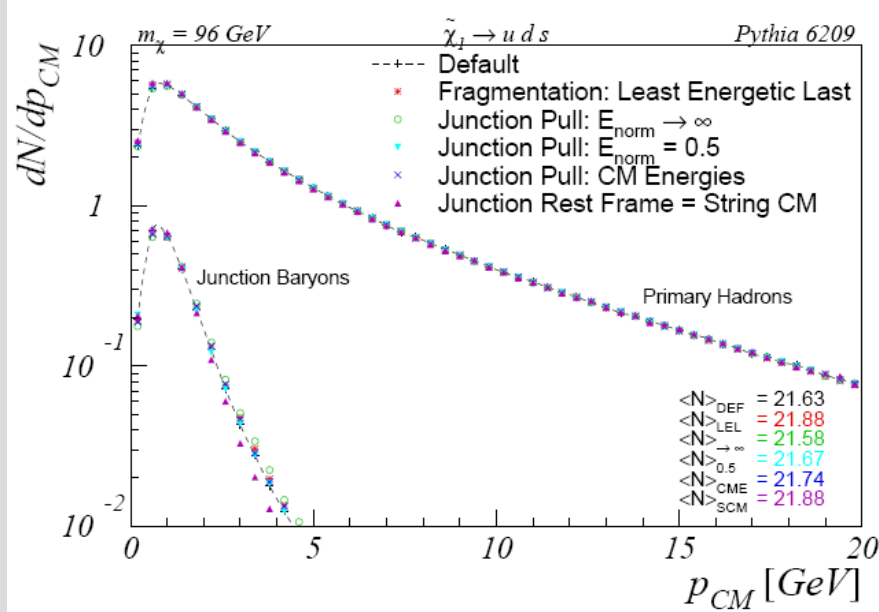 m_χ = 96 GeV
χ̃₁ → u d s
Pythia 6209
Default
Fragmentation: Least Energetic Last
Junction Pull: E_norm → ∞
Junction Pull: E_norm = 0.5
Junction Pull: CM Energies
Junction Rest Frame = String CM
dN/dp_CM
10
1
10^-1
10^-2
Junction Baryons
Primary Hadrons
<N>_DEF = 21.63
<N>_LEL = 21.88
<N>_→∞ = 21.58
<N>_0.5 = 21.67
<N>_CME = 21.74
<N>_SCM = 21.88
0 5 10 15 20
p_CM [GeV]